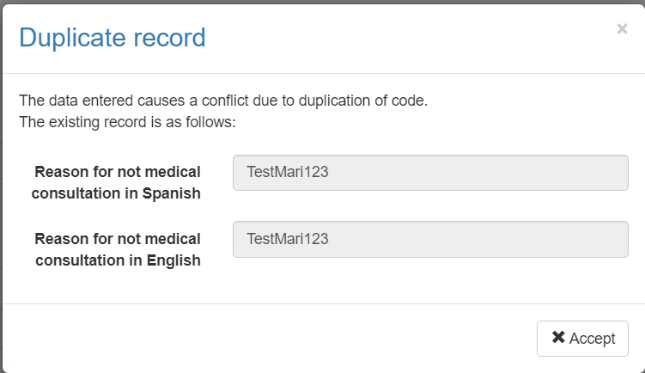 Duplicate record
×
The data entered causes a conflict due to duplication of code.
The existing record is as follows:
Reason for not medical
consultation in Spanish
TestMari123
Reason for not medical
consultation in English
TestMari123
✖ Accept